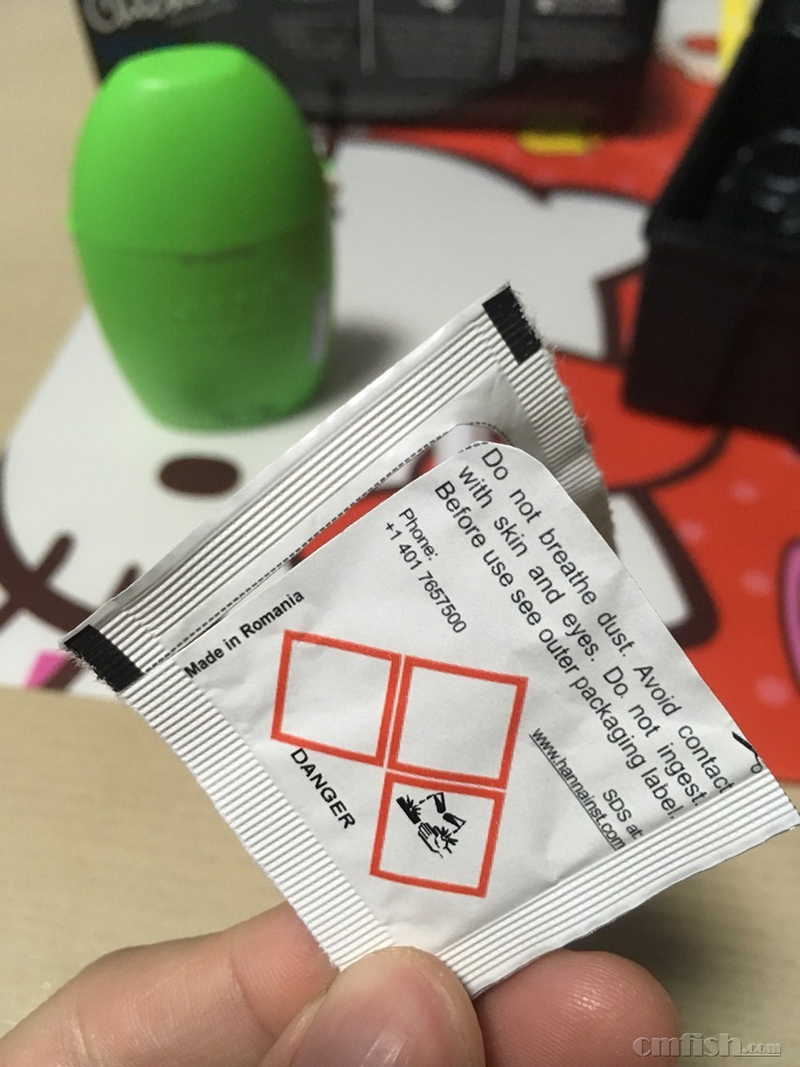 Do not breathe dust. Avoid contact
with skin and eyes. Do not ingest.
Before use see outer packaging label.
Phone:
+1 401 7657500
SDS at
www.hannainst.com
Made in Romania
DANGER
cmfish.com